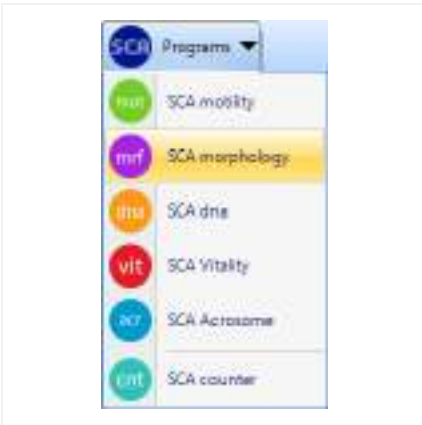 SCA Programs
mot SCA motility
mrf SCA morphology
dna SCA dna
vit SCA Vitality
acr SCA Acrosome
cnt SCA counter